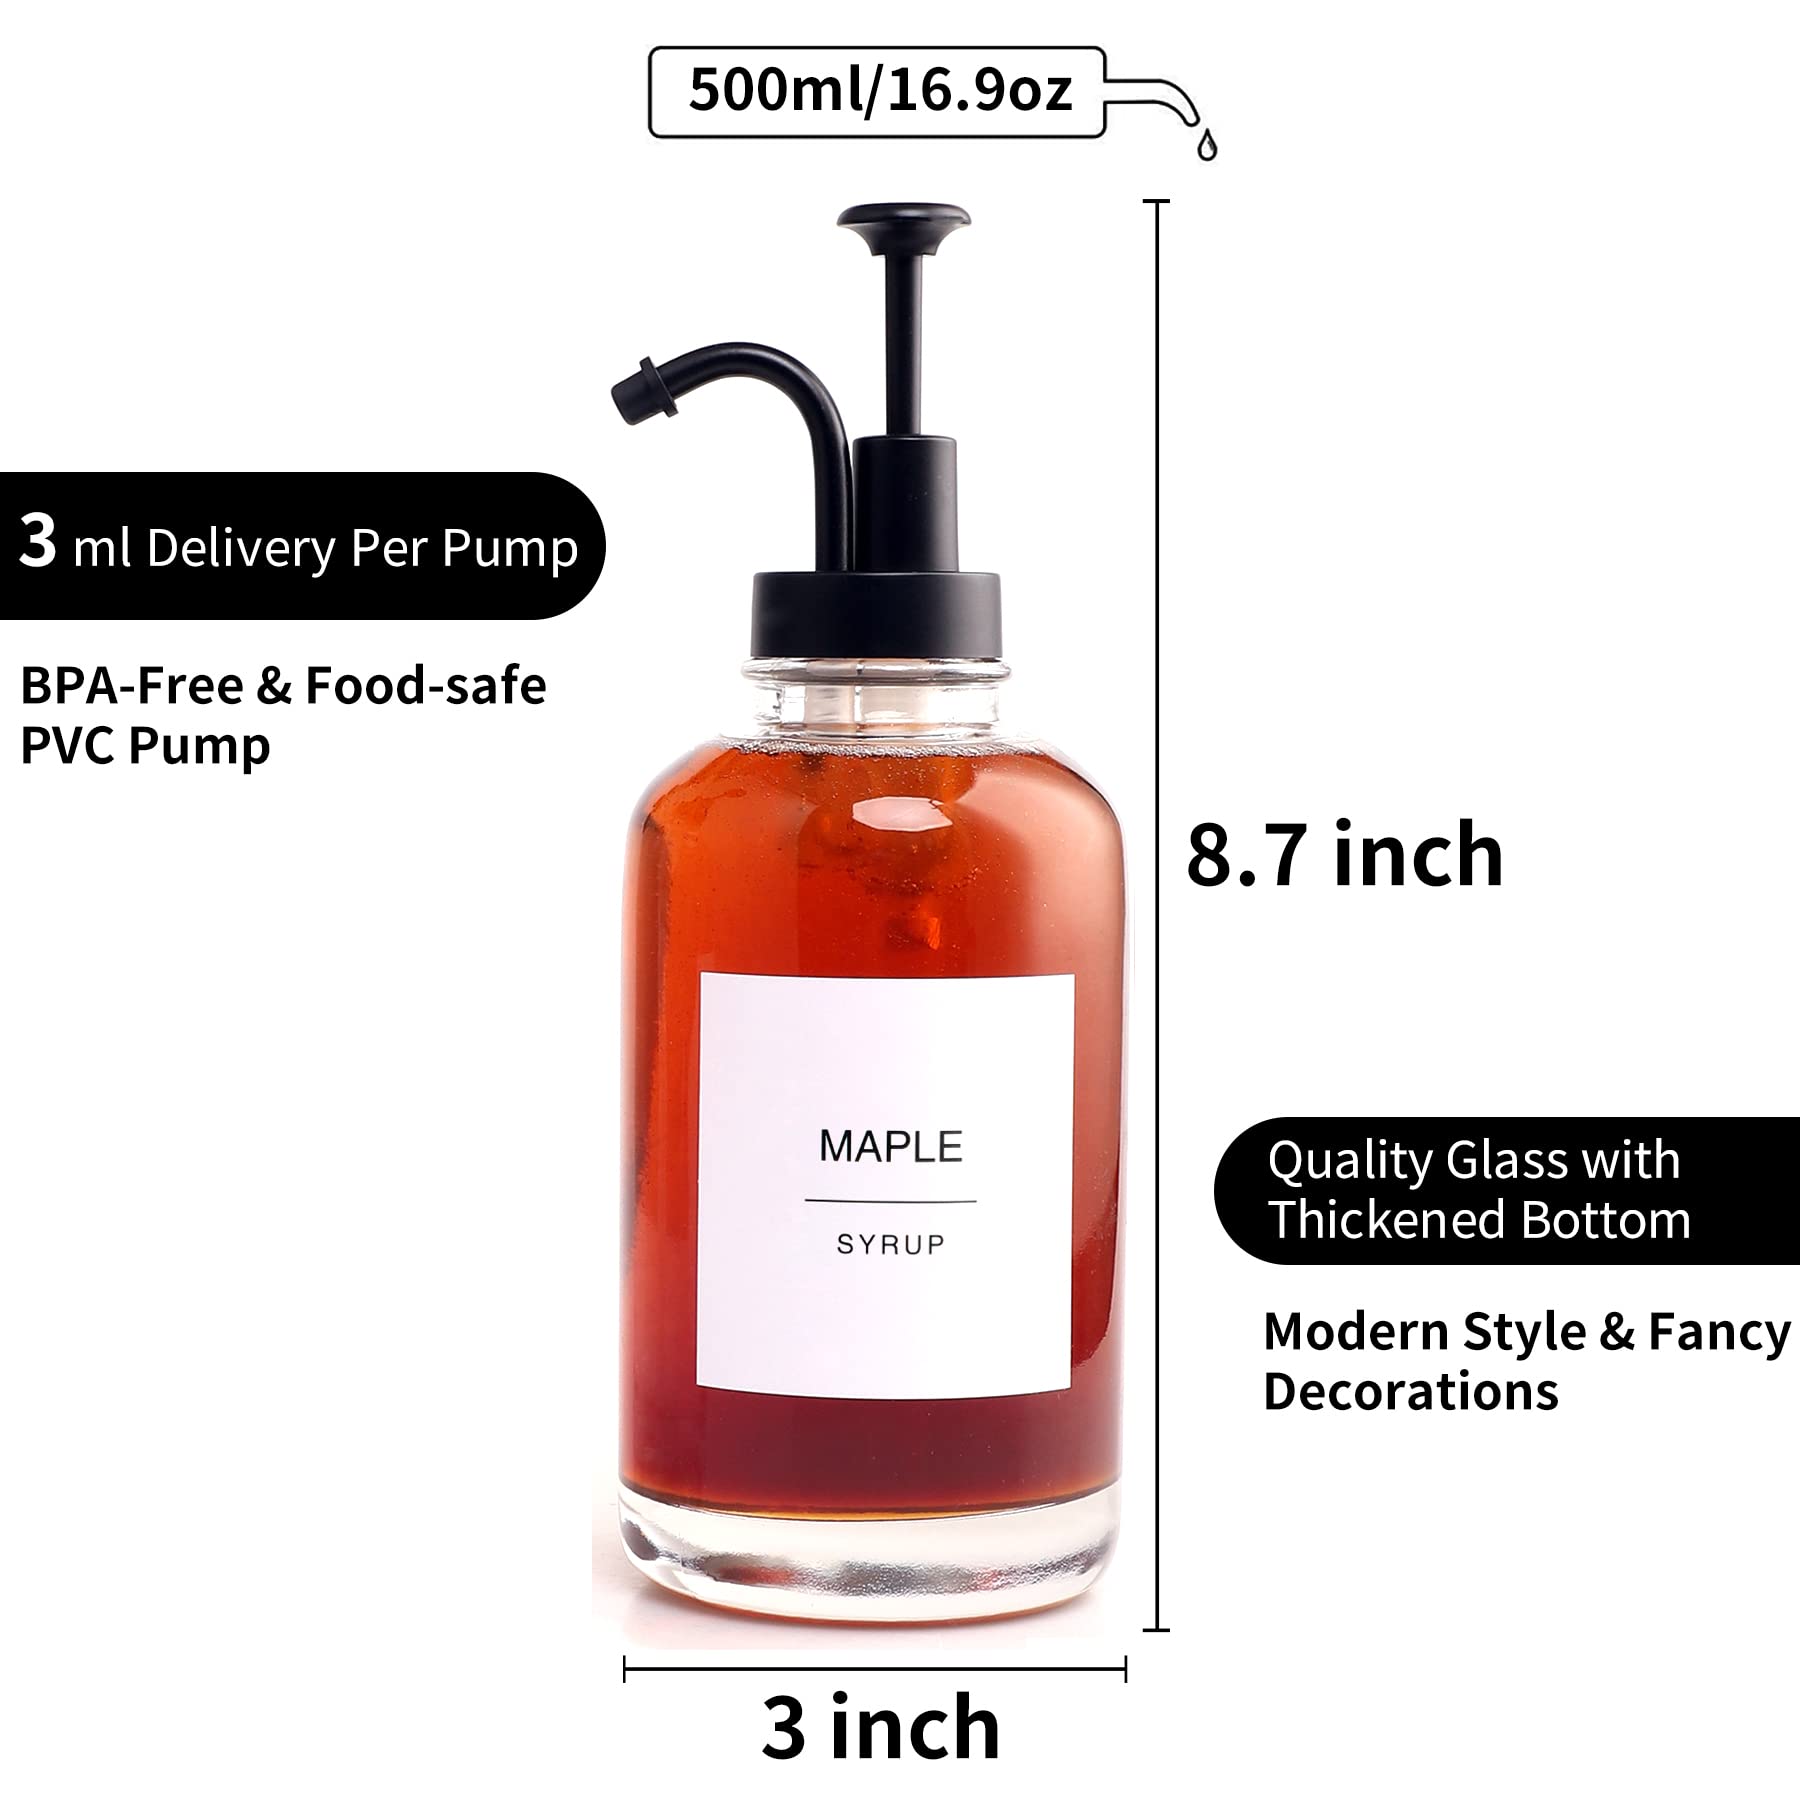 500ml/16.9oz
3 ml Delivery Per Pump
BPA-Free & Food-safe
PVC Pump
8.7 inch
MAPLE
SYRUP
Quality Glass with
Thickened Bottom
Modern Style & Fancy
Decorations
3 inch